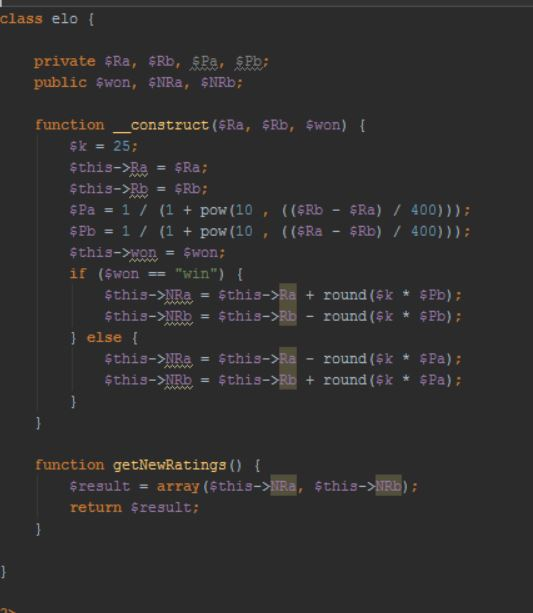 class elo {
private $Ra, $Rb, $Pa, $Pb;
public $won, $NRa, $NRb;
function __construct($Ra, $Rb, $won) {
$k = 25;
$this->Ra = $Ra;
$this->Rb = $Rb;
$Pa = 1 / (1 + pow(10 , (($Rb - $Ra) / 400)));
$Pb = 1 / (1 + pow(10 , (($Ra - $Rb) / 400)));
$this->won = $won;
if ($won == "win") {
$this->NRa = $this->Ra + round($k * $Pb);
$this->NRb = $this->Rb - round($k * $Pb);
} else {
$this->NRa = $this->Ra - round($k * $Pa);
$this->NRb = $this->Rb + round($k * $Pa);
}
}
function getNewRatings() {
$result = array($this->NRa, $this->NRb);
return $result;
}
}
?>